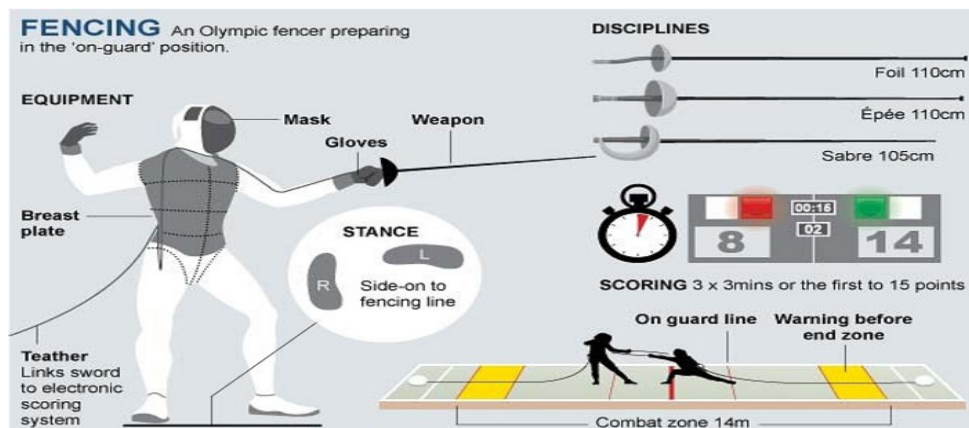 FENCING An Olympic fencer preparing
in the 'on-guard' position.
EQUIPMENT
Mask
Gloves
Weapon
Breast
plate
STANCE
L
R
Side-on to
fencing line
Teather
Links sword
to electronic
scoring
system
DISCIPLINES
Foil 110cm
Épée 110cm
Sabre 105cm
00:15
02
8
14
SCORING 3 x 3mins or the first to 15 points
On guard line
Warning before
end zone
Combat zone 14m